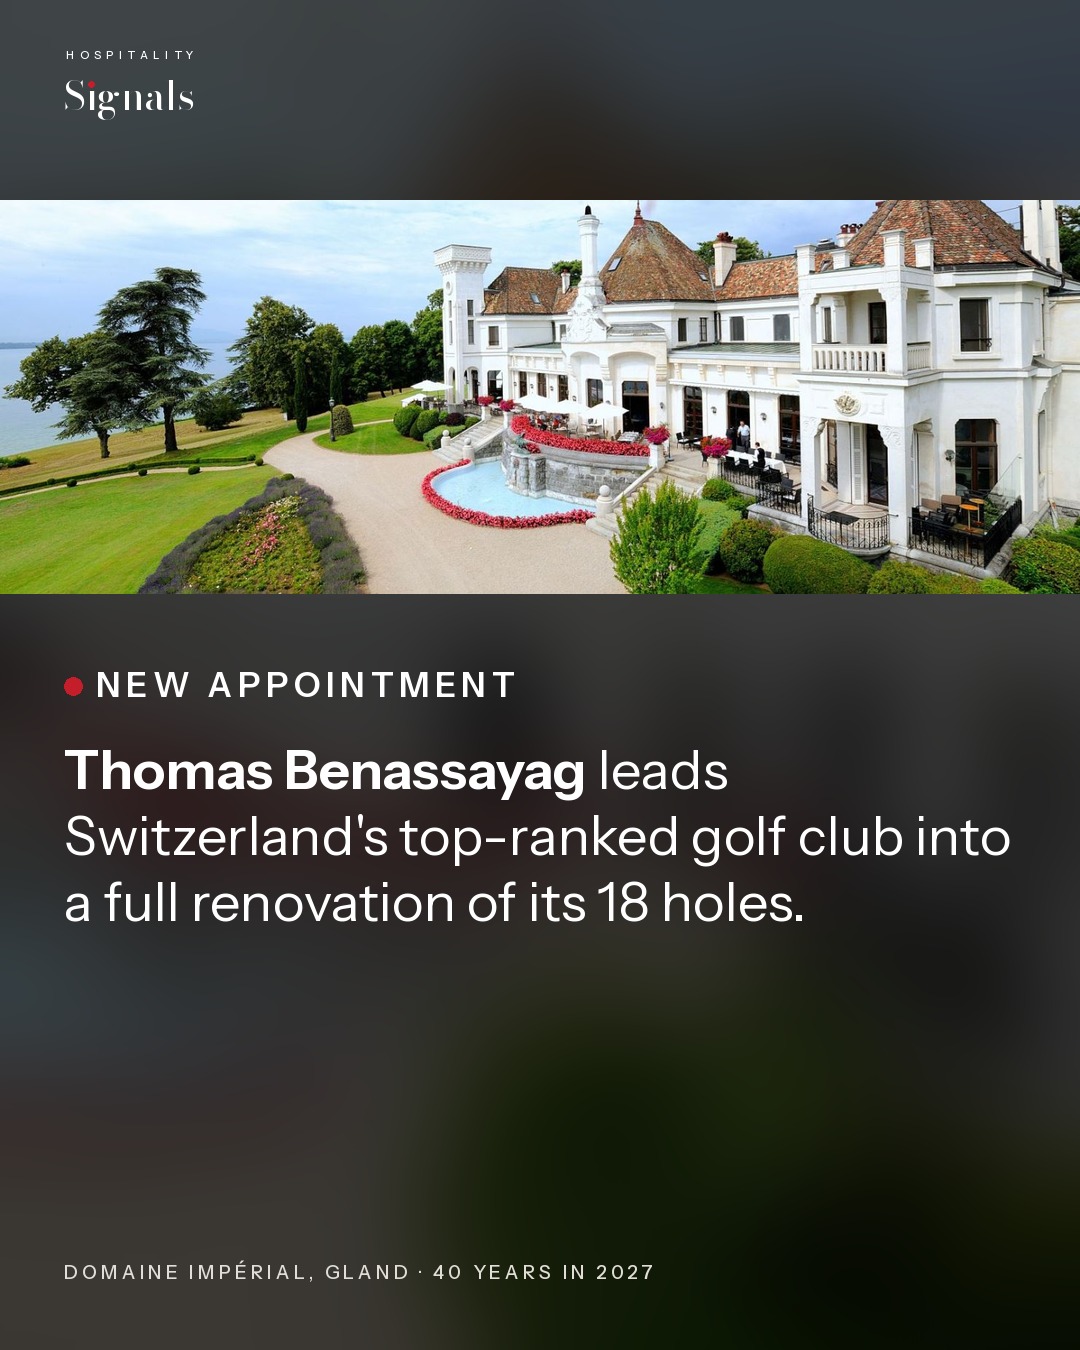 HOSPITALITY
Signals
NEW APPOINTMENT
Thomas Benassayag leads
Switzerland's top-ranked golf club into
a full renovation of its 18 holes.
DOMAINE IMPÉRIAL, GLAND · 40 YEARS IN 2027